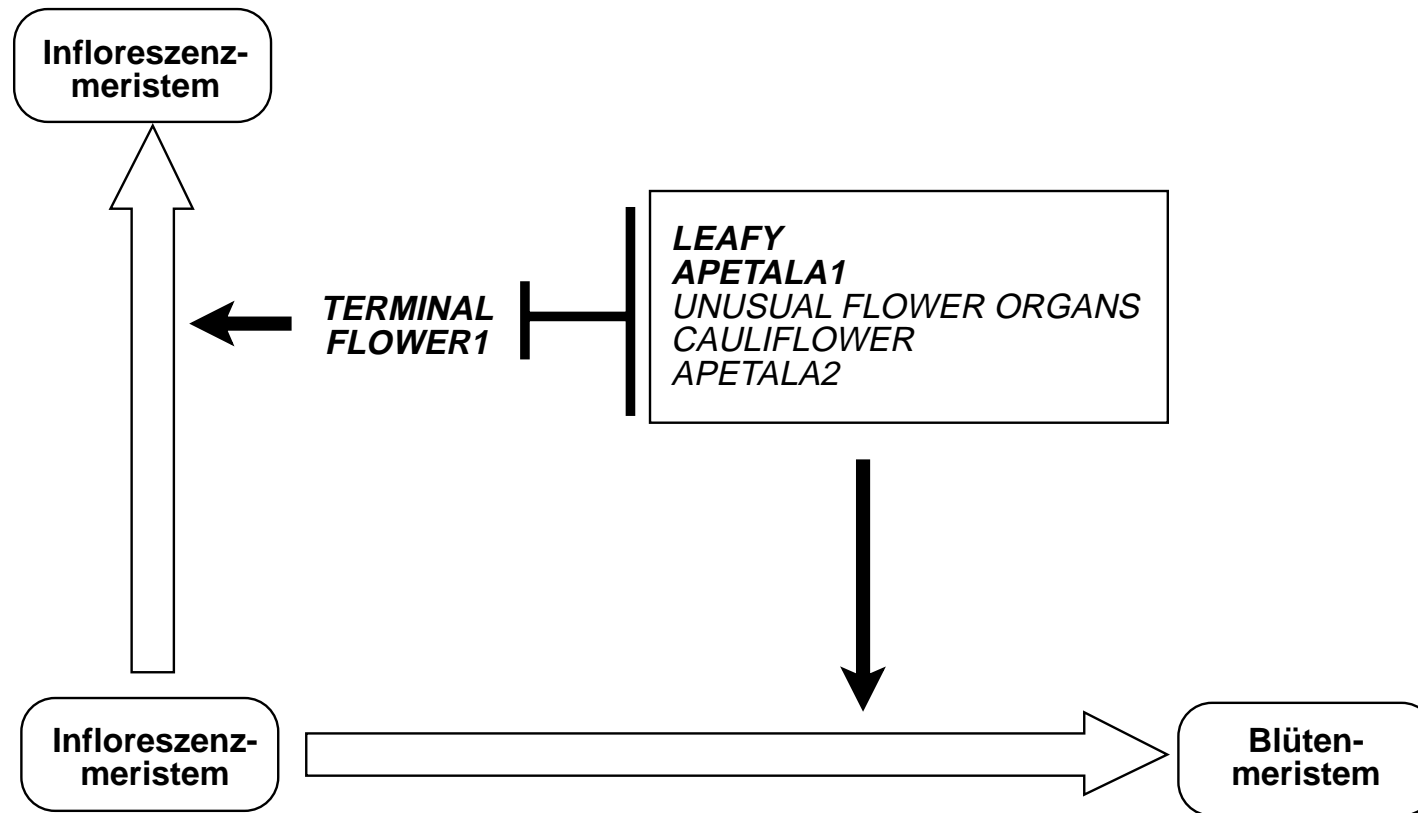 Infloreszenz-
meristem
LEAFY
APETALA1
UNUSUAL FLOWER ORGANS
CAULIFLOWER
APETALA2
TERMINAL
FLOWER1
Infloreszenz-
meristem
Blüten-
meristem